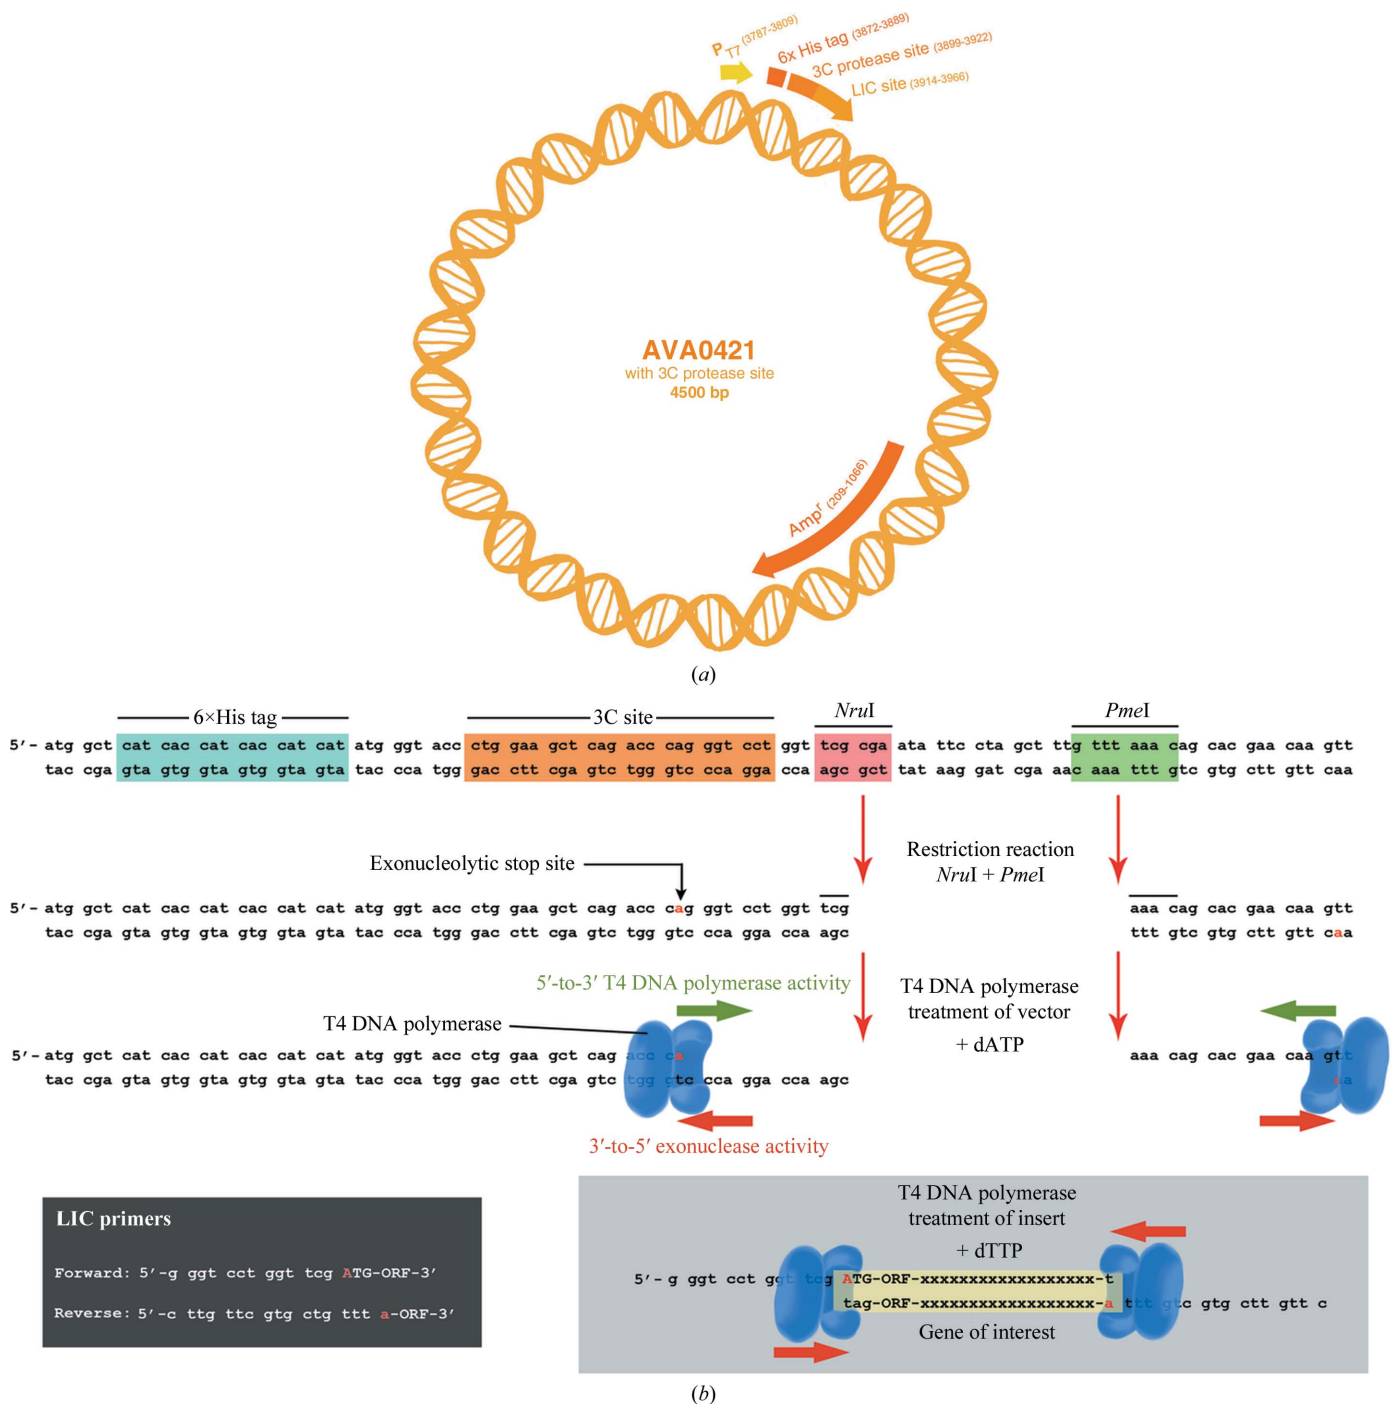 P T7 (3787-3809)
6x His tag (3872-3889)
3C protease site (3899-3922)
LIC site (3914-3966)
AVA0421
with 3C protease site
4500 bp
Ampʳ (209-1066)
(a)
6×His tag
3C site
NruI
PmeI
5′- atg gct cat cac cat cac cat cat atg ggt acc ctg gaa gct cag acc cag ggt cct ggt tcg cga ata ttc cta gct ttg ttt aaa cag cac gaa caa gtt
tac cga gta gtg gta gtg gta gta tac cca tgg gac ctt cga gtc tgg gtc cca gga cca agc gct tat aag gat cga aac aaa ttt gtc gtg ctt gtt caa
Exonucleolytic stop site
Restriction reaction
NruI + PmeI
5′- atg gct cat cac cat cac cat cat atg ggt acc ctg gaa gct cag acc cag ggt cct ggt tcg aaa cag cac gaa caa gtt
tac cga gta gtg gta gtg gta gta tac cca tgg gac ctt cga gtc tgg gtc cca gga cca agc ttt gtc gtg ctt gtt caa
5′-to-3′ T4 DNA polymerase activity
T4 DNA polymerase
treatment of vector
+ dATP
T4 DNA polymerase
5′- atg gct cat cac cat cac cat cat atg ggt acc ctg gaa gct cag acc ca aaa cag cac gaa caa gtt
tac cga gta gtg gta gtg gta gta tac cca tgg gac ctt cga gtc tgg gtc cca gga cca agc aa
3′-to-5′ exonuclease activity
LIC primers
Forward: 5′-g ggt cct ggt tcg ATG-ORF-3′
Reverse: 5′-c ttg ttc gtg ctg ttt a-ORF-3′
T4 DNA polymerase
treatment of insert
+ dTTP
5′- g ggt cct ggt tcg ATG-ORF-xxxxxxxxxxxxxxxxxx-t
tag-ORF-xxxxxxxxxxxxxxxxxx-a ttt gtc gtg ctt gtt c
Gene of interest
(b)